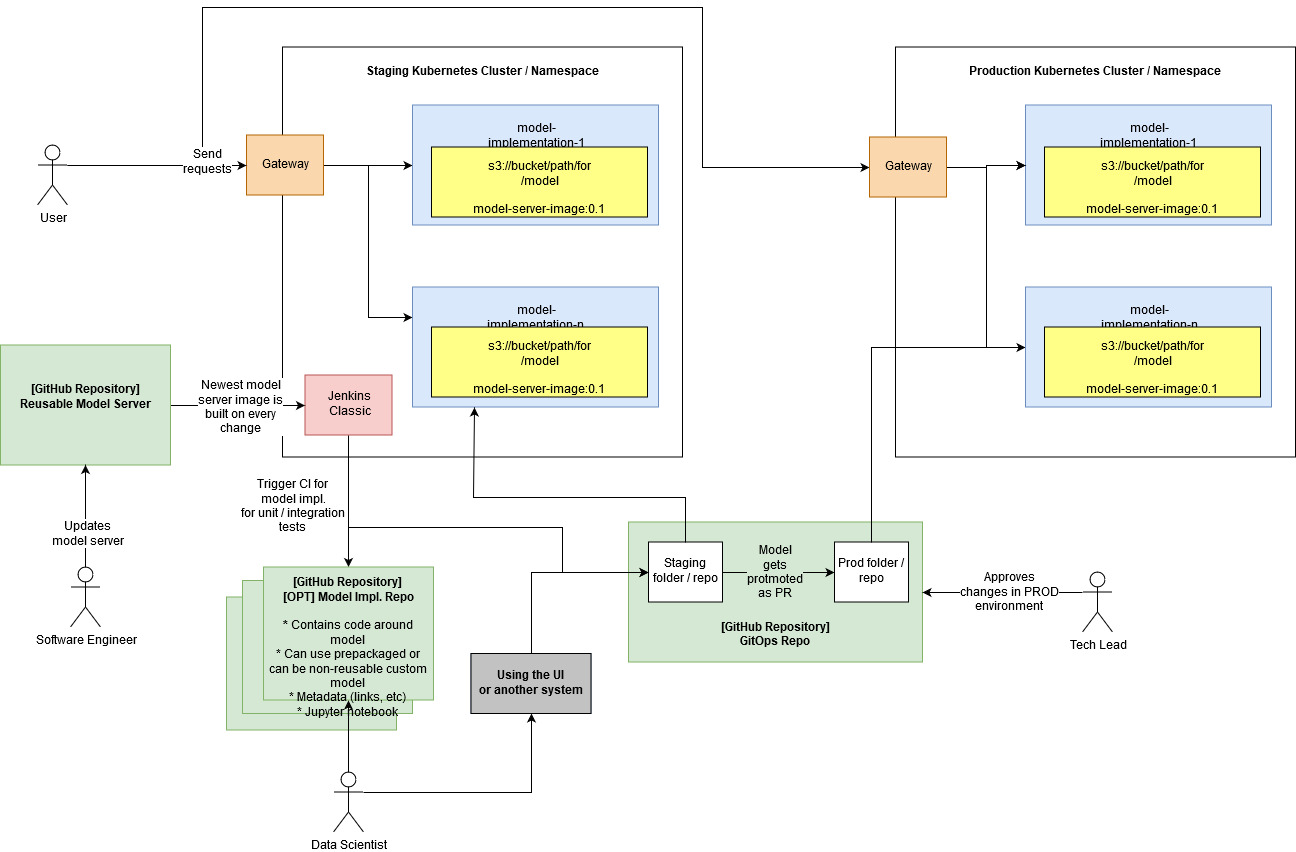 Staging Kubernetes Cluster / Namespace
Production Kubernetes Cluster / Namespace
model-
implementation-1
s3://bucket/path/for
/model
model-server-image:0.1
model-
implementation-1
s3://bucket/path/for
/model
model-server-image:0.1
Send
requests
Gateway
Gateway
User
model-
implementation-n
s3://bucket/path/for
/model
model-server-image:0.1
model-
implementation-n
s3://bucket/path/for
/model
model-server-image:0.1
[GitHub Repository]
Reusable Model Server
Newest model
server image is
built on every
change
Jenkins
Classic
Trigger CI for
model impl.
for unit / integration
tests
Updates
model server
Software Engineer
[GitHub Repository]
[OPT] Model Impl. Repo
* Contains code around
model
* Can use prepackaged or
can be non-reusable custom
model
* Metadata (links, etc)
* Jupyter notebook
Staging
folder / repo
Model
gets
protmoted
as PR
Prod folder /
repo
[GitHub Repository]
GitOps Repo
Approves
changes in PROD
environment
Tech Lead
Using the UI
or another system
Data Scientist